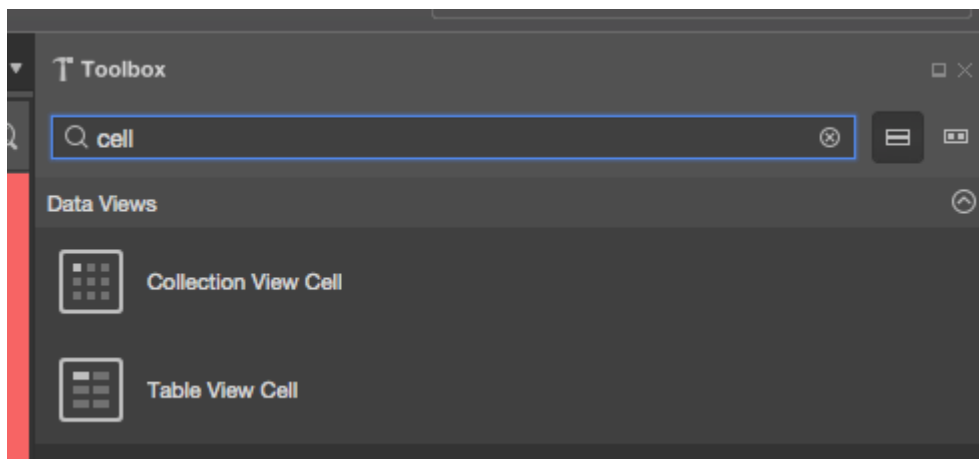 Toolbox
cell
Data Views
Collection View Cell
Table View Cell